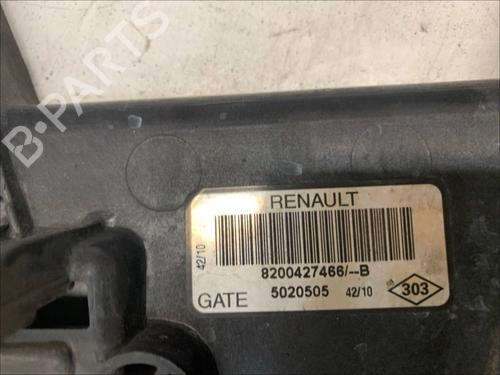 B-PARTS
RENAULT
42/10
8200427466/--B
GATE 5020505 42/10 303